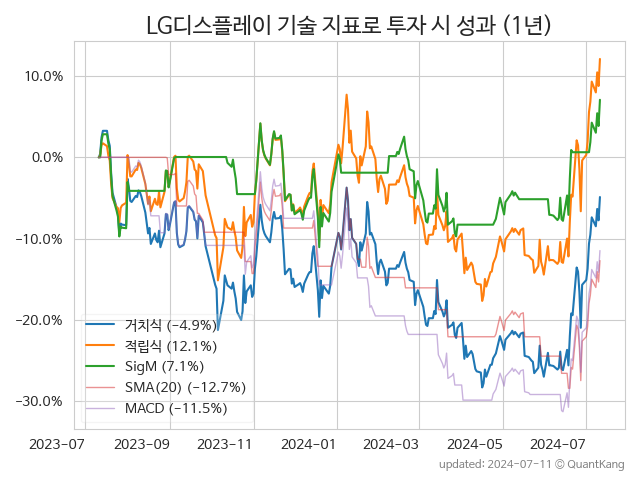 LG디스플레이 기술 지표로 투자 시 성과 (1년)
10.0%
0.0%
−10.0%
−20.0%
−30.0%
거치식 (−4.9%)
적립식 (12.1%)
SigM (7.1%)
SMA(20) (−12.7%)
MACD (−11.5%)
2023-07 2023-09 2023-11 2024-01 2024-03 2024-05 2024-07
updated: 2024-07-11 © QuantKang